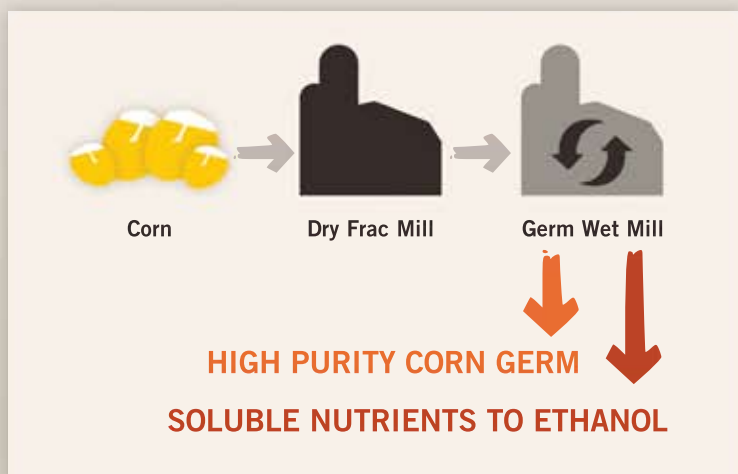 Corn
Dry Frac Mill
Germ Wet Mill
HIGH PURITY CORN GERM
SOLUBLE NUTRIENTS TO ETHANOL